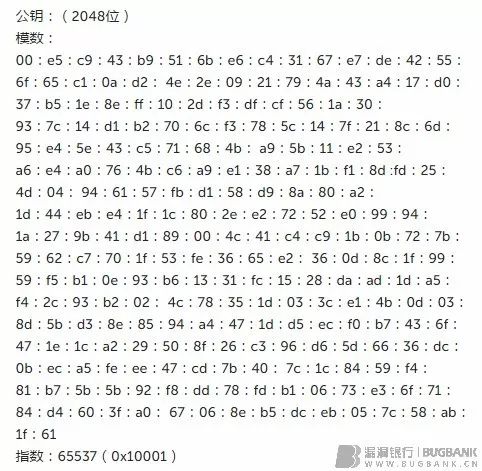 公钥：（2048位）
模数：
00：e5：c9：43：b9：51：6b：e6：c4：31：67：e7：de：42：55：
6f：65：c1：0a：d2： 4e：2e：09：21：79：4a：43：a4：17：d0：
37：b5：1e：8e：ff：10：2d：f3：df：cf：56：1a：30：
93：7c：14：d1：b2：70：6c：f3：78：5c：14：7f：21：8c：6d：
95：e4：5e：43：c5：71：68：4b： a9：5b：11：e2：53：
a6：e4：a0：76：4b：c6：a9：e1：38：a7：1b：f1：8d :fd：25：
4d：04： 94：61：57：fb：d1：58：d9：8a：80：a2：
1d：44：eb：e4：1f：1c：80：2e：e2：72：52：e0：99：94：
1a：27：9b：41：d1：89：00：4c：41：c4：c9：1b：0b：72：7b：
59：62：c7：70：1f：53：fe：36：65：e2： 36：0d：8c：1f：99：
59：f5：b1：0e：93：b6：13：31：fc：15：28：da：ad：1d：a5：
f4：2c：93：b2：02： 4c：78：35：1d：03：3c：e1：4b：0d：03：
8d：5b：d3：8e：85：94：a4：47：1d：d5：ec：f0：b7：43：6f：
47：1e：1c：a2：29：50：8f：26：c3：96：d6：5d：66：36：dc：
0b：ec：a5：fe：ee：47：cd：7b：40： 7c：1c：84：59：f4：
81：b7：5b：5b：92：f8：dd：78：fd：b1：06：73：e3：6f：71：
84：d4：60：3f：a0： 67：06：8e：b5：dc：eb：05：7c：58：ab：
1f：61
指数：65537（0x10001）
漏洞银行|BUGBANK
WWW.BUGBANK.CN